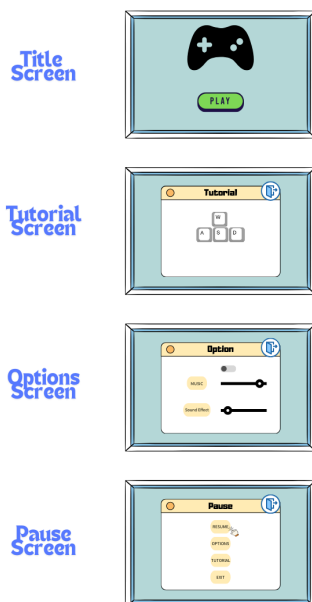 Title
Screen
PLAY
Tutorial
Screen
Tutorial
W
A S D
Options
Screen
Option
MUSIC
Sound Effect
Pause
Screen
Pause
RESUME
OPTIONS
TUTORIAL
EXIT